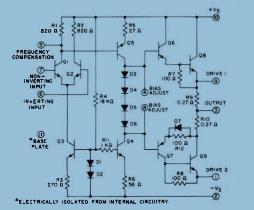 +VS
R1
820 Ω
R2
820 Ω
R5
27 Ω
FREQUENCY
COMPENSATION
Q1
Q2
NON-
INVERTING
INPUT
INVERTING
INPUT
Q5
Q6
Q8
D3
D4
D5
D6
BIAS
ADJUST
BIAS
ADJUST
R7
100 Ω
R9
0.27 Ω
DRIVE 1
OUTPUT
R10
0.27 Ω
R4
18 KΩ
*BASE
PLATE
Q3
R11
1 KΩ
Q4
D7
R12
100 Ω
DRIVE 2
Q7
Q9
D1
D2
R3
270 Ω
R6
56 Ω
R8
100 Ω
-VS
*ELECTRICALLY ISOLATED FROM INTERNAL CIRCUITRY.